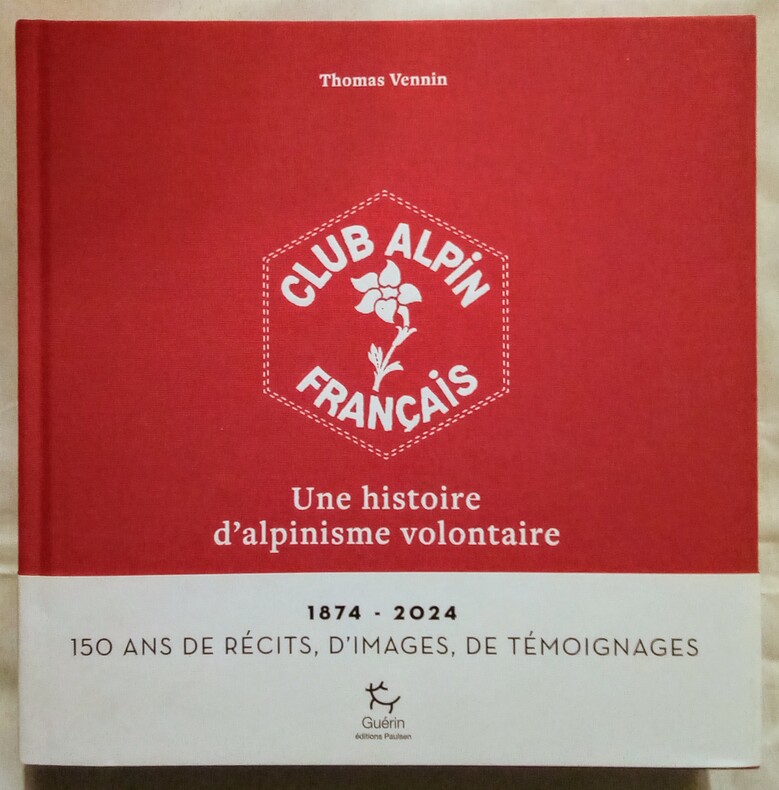 Thomas Vennin
CLUB ALPIN
FRANÇAIS
Une histoire
d'alpinisme volontaire
1874 - 2024
150 ANS DE RÉCITS, D'IMAGES, DE TÉMOIGNAGES
Guérin
éditions Paulsen